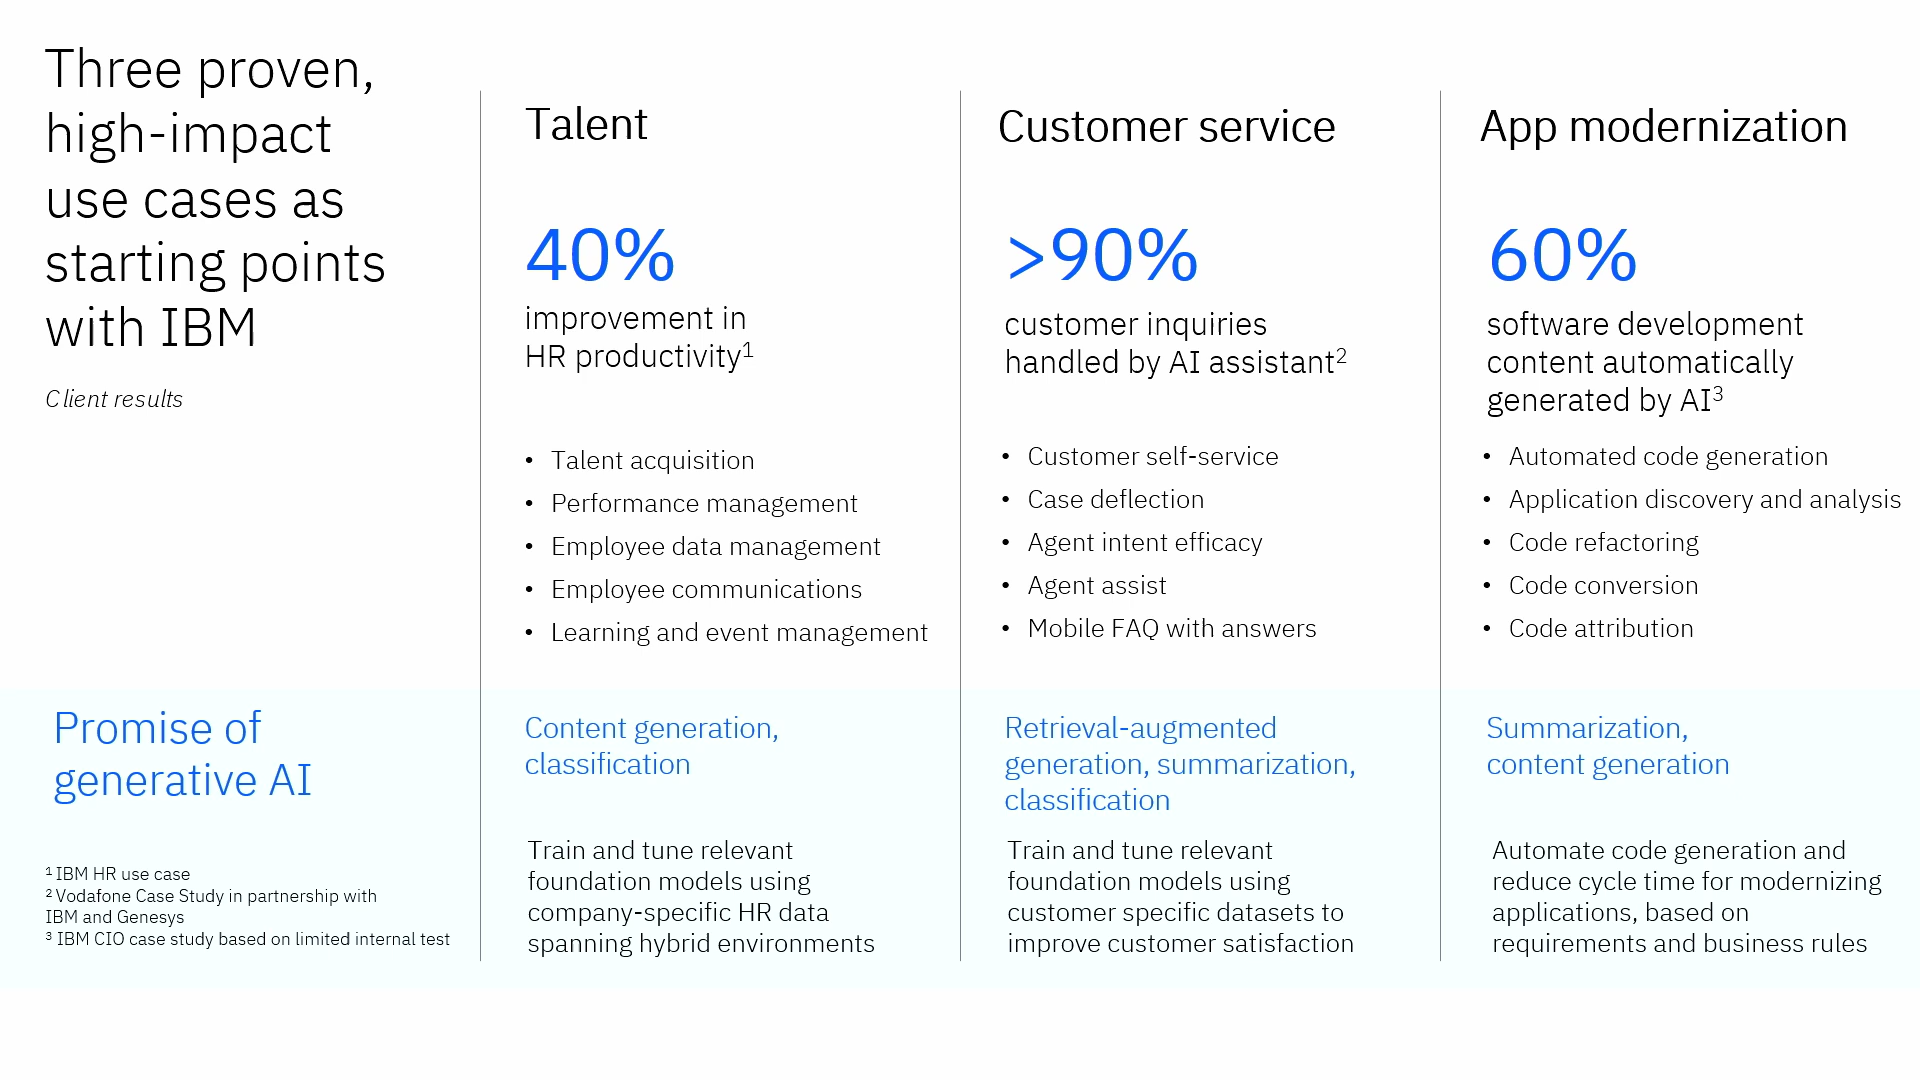 Three proven,
high-impact
use cases as
starting points
with IBM
Client results
Talent
40%
improvement in
HR productivity¹
• Talent acquisition
• Performance management
• Employee data management
• Employee communications
• Learning and event management
Customer service
>90%
customer inquiries
handled by AI assistant²
• Customer self-service
• Case deflection
• Agent intent efficacy
• Agent assist
• Mobile FAQ with answers
App modernization
60%
software development
content automatically
generated by AI³
• Automated code generation
• Application discovery and analysis
• Code refactoring
• Code conversion
• Code attribution
Promise of
generative AI
Content generation,
classification
Train and tune relevant
foundation models using
company-specific HR data
spanning hybrid environments
Retrieval-augmented
generation, summarization,
classification
Train and tune relevant
foundation models using
customer specific datasets to
improve customer satisfaction
Summarization,
content generation
Automate code generation and
reduce cycle time for modernizing
applications, based on
requirements and business rules
¹ IBM HR use case
² Vodafone Case Study in partnership with
IBM and Genesys
³ IBM CIO case study based on limited internal test